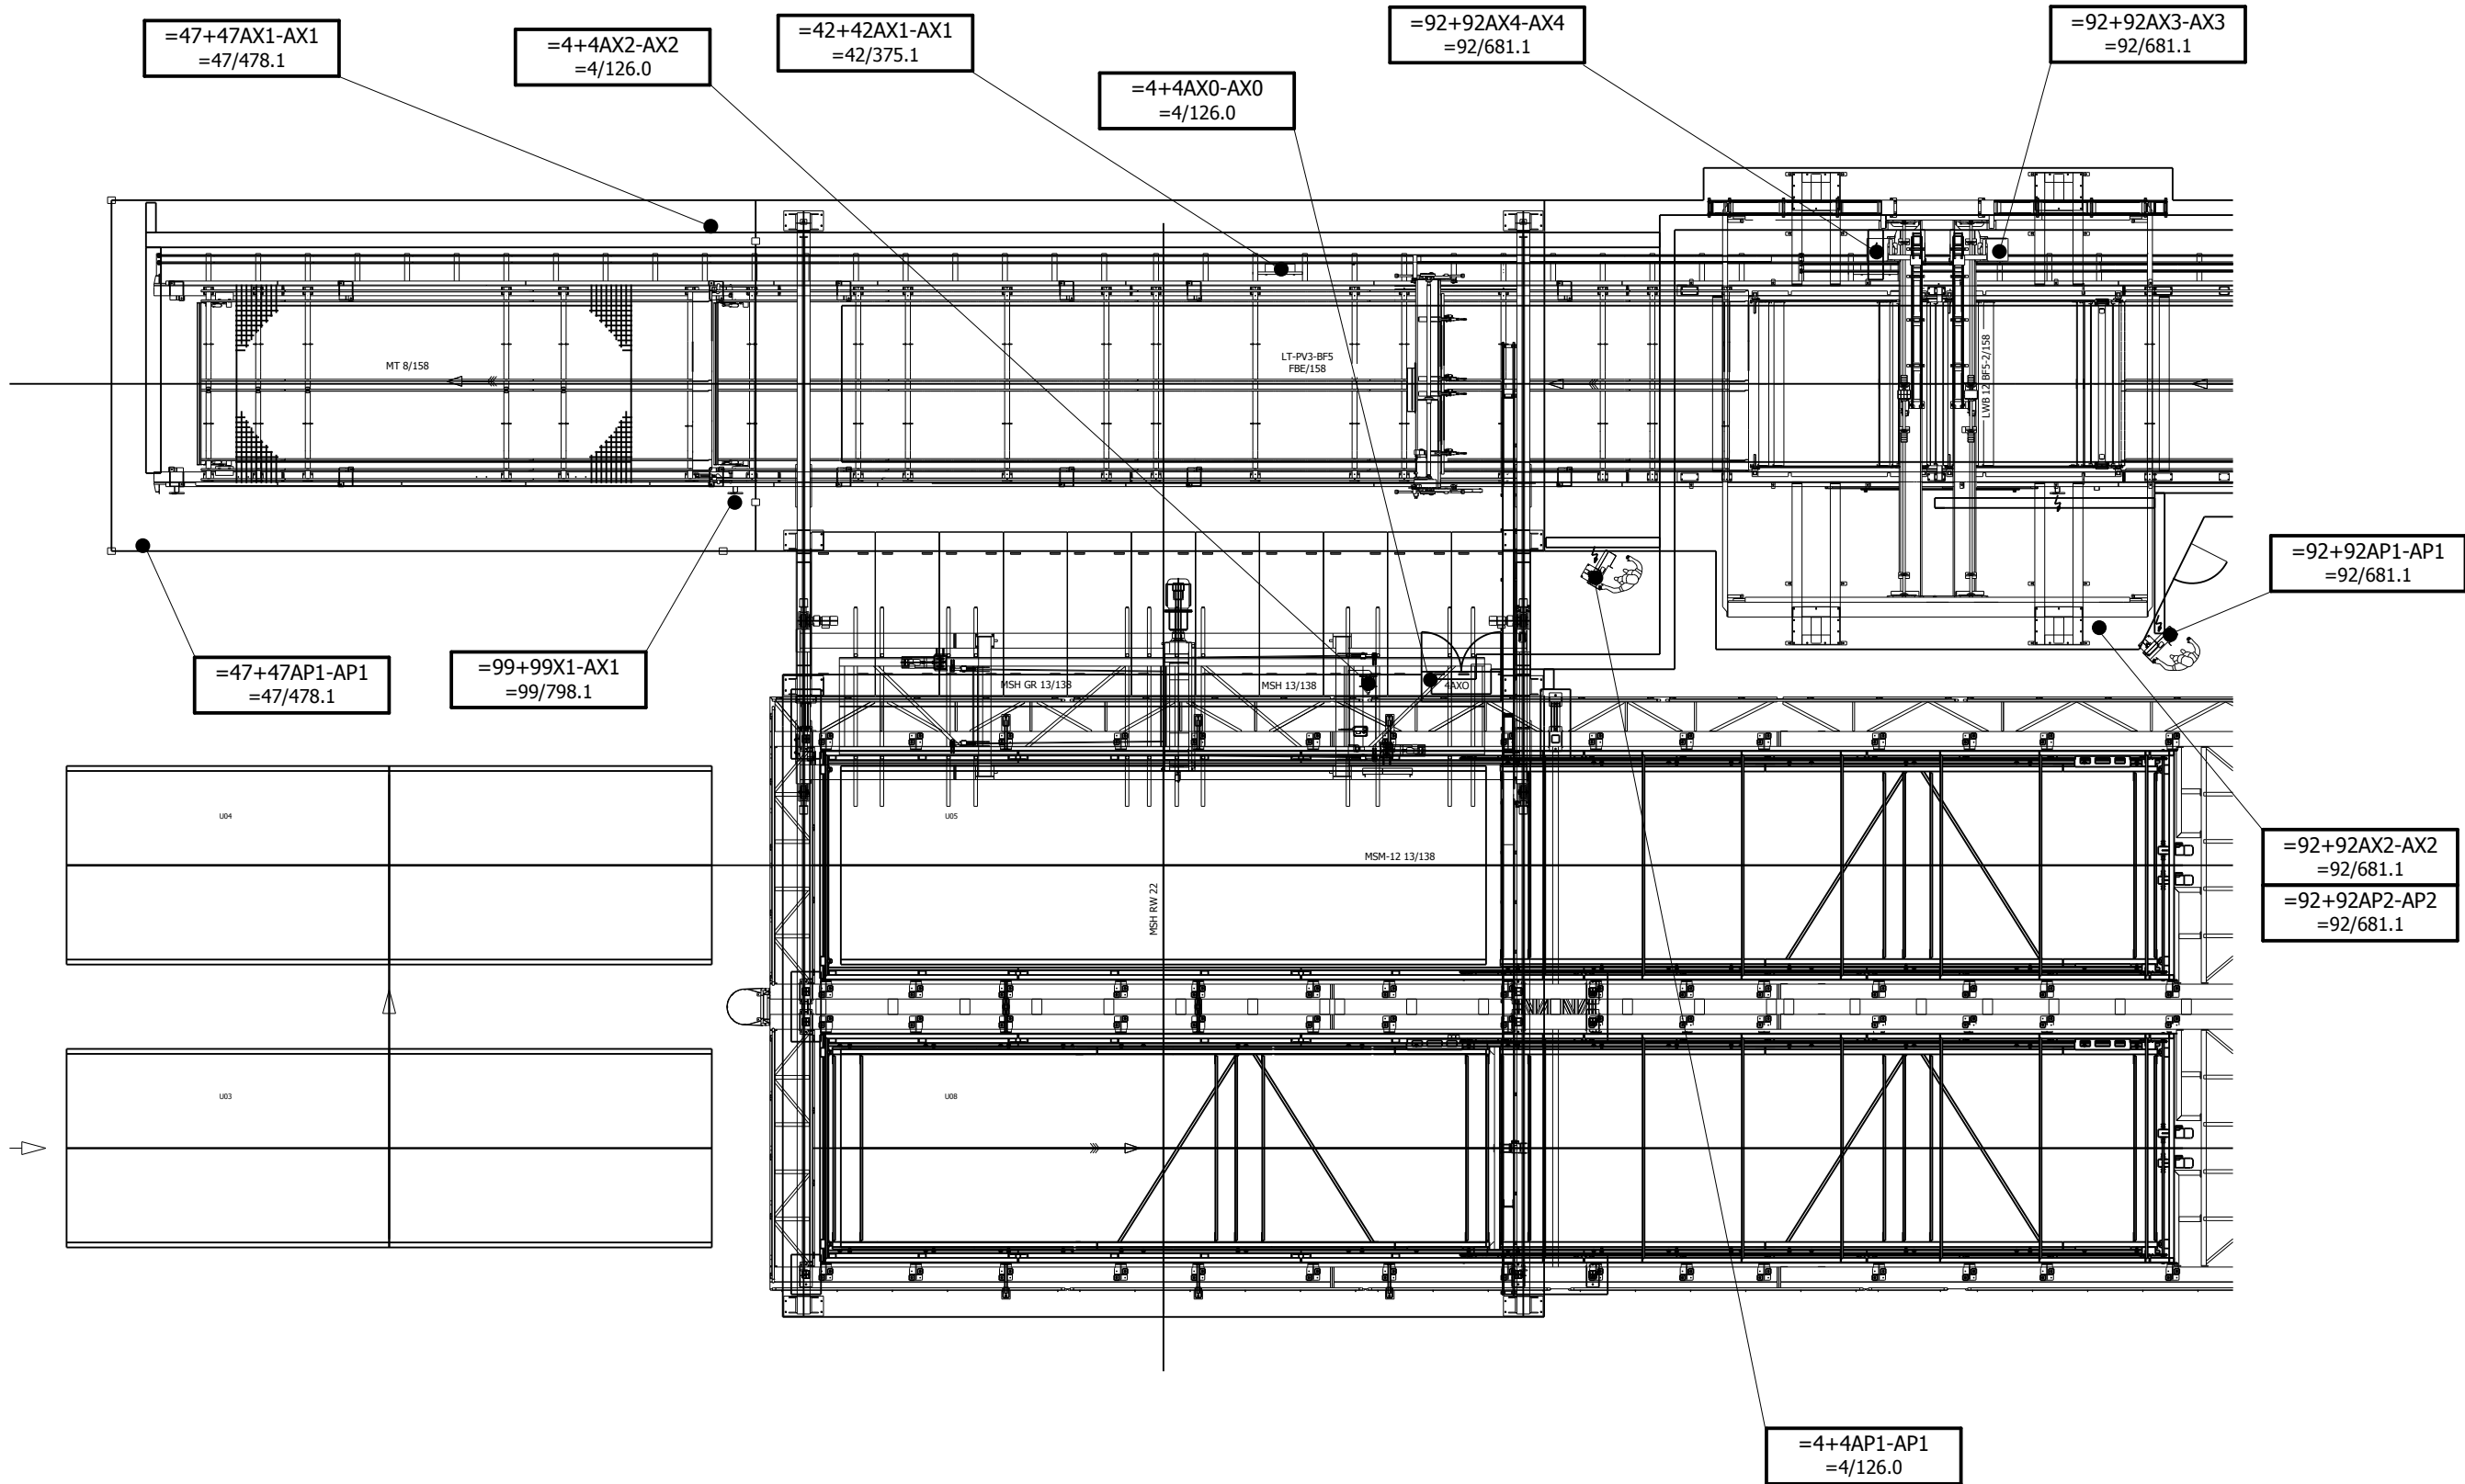 =47+47AX1-AX1
=47/478.1
=4+4AX2-AX2
=4/126.0
=42+42AX1-AX1
=42/375.1
=4+4AX0-AX0
=4/126.0
=92+92AX4-AX4
=92/681.1
=92+92AX3-AX3
=92/681.1
MT 8/158
LT-PV3-BF5
FBE/158
LWB 12 BF5-2/158
=92+92AP1-AP1
=92/681.1
=47+47AP1-AP1
=47/478.1
=99+99X1-AX1
=99/798.1
MSH GR 13/138
MSH 13/138
4AXO
U04
U05
MSM-12 13/138
MSH RW 22
=92+92AX2-AX2
=92/681.1
=92+92AP2-AP2
=92/681.1
U03
U08
=4+4AP1-AP1
=4/126.0